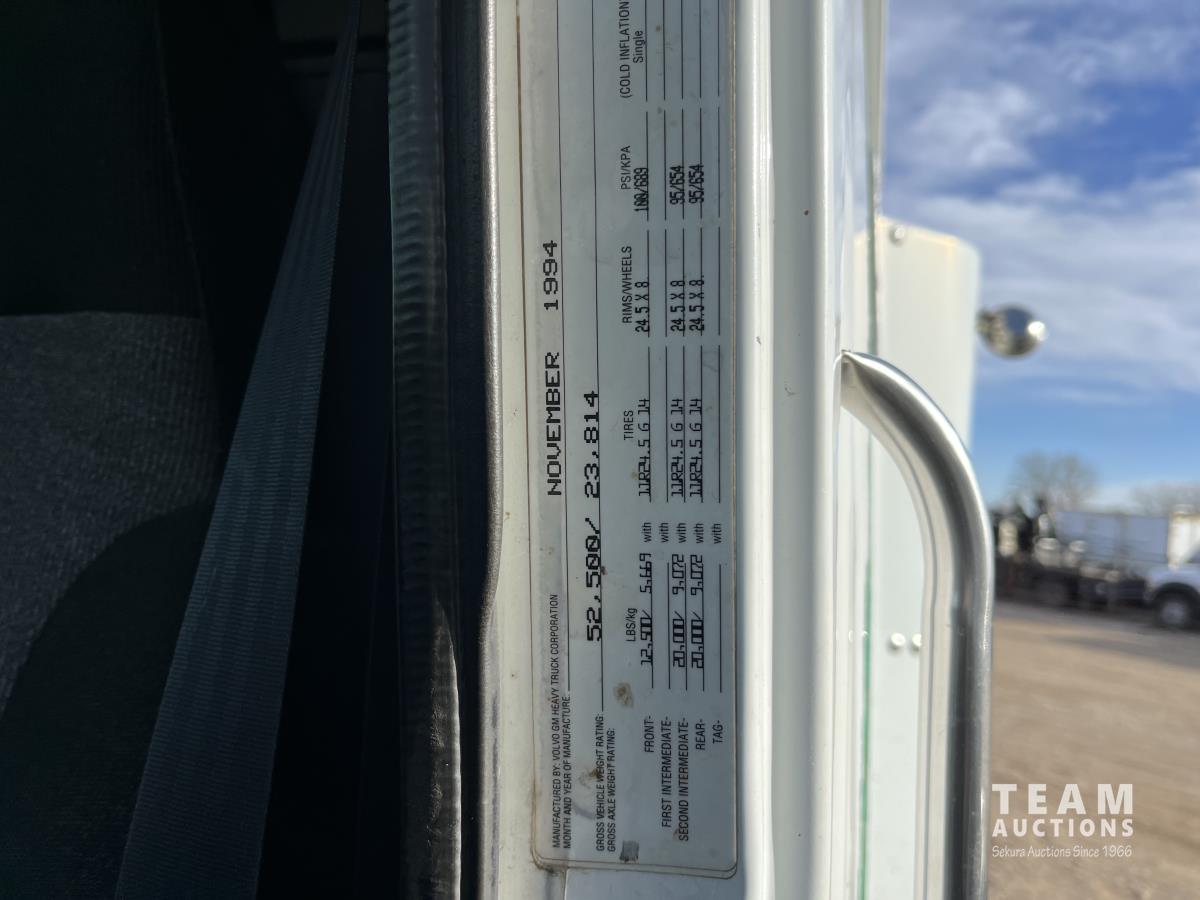 MANUFACTURED BY: VOLVO GM HEAVY TRUCK CORPORATION
MONTH AND YEAR OF MANUFACTURE: NOVEMBER 1994
GROSS VEHICLE WEIGHT RATING: 52,500/ 23,814
GROSS AXLE WEIGHT RATING:
LBS/kg TIRES RIMS/WHEELS PSI/KPA (COLD INFLATION
Single
FRONT- 12,500/ 5,669 with 11R24.5 G 14 24.5 X 8. 100/689
FIRST INTERMEDIATE- with
SECOND INTERMEDIATE- 20,000/ 9,072 with 11R24.5 G 14 24.5 X 8. 95/654
REAR- 20,000/ 9,072 with 11R24.5 G 14 24.5 X 8. 95/654
TAG- with
TEAM
AUCTIONS
Sekura Auctions Since 1966